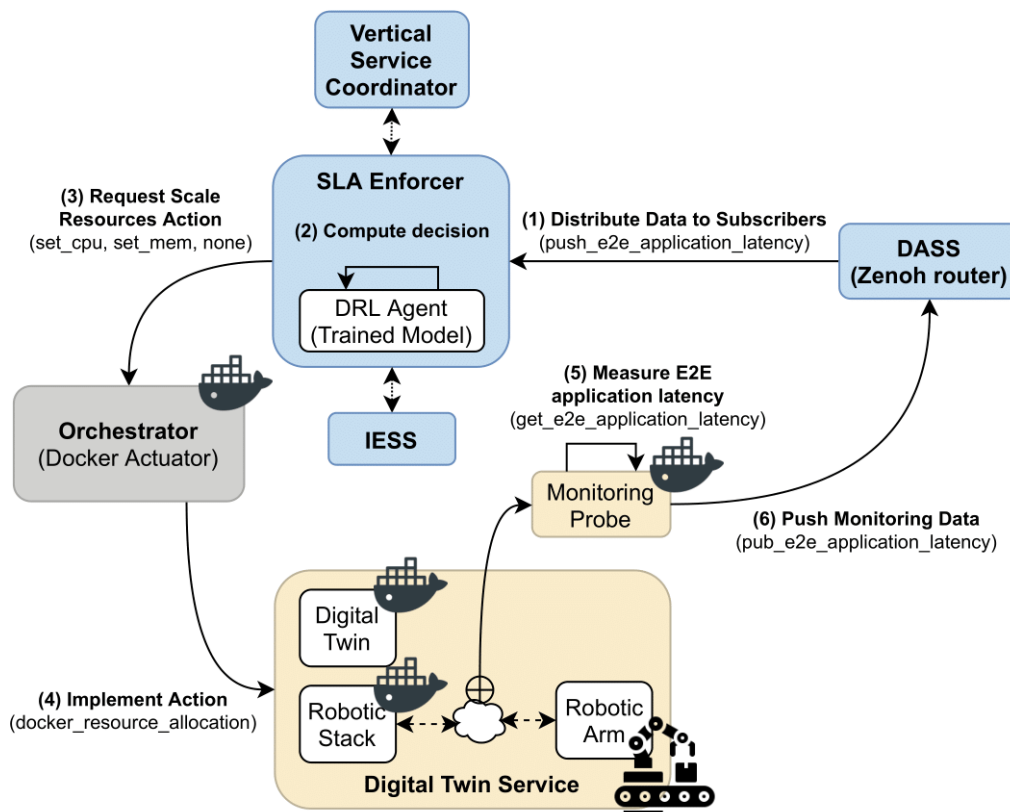 Vertical
Service
Coordinator
SLA Enforcer
(2) Compute decision
DRL Agent
(Trained Model)
(3) Request Scale
Resources Action
(set_cpu, set_mem, none)
(1) Distribute Data to Subscribers
(push_e2e_application_latency)
DASS
(Zenoh router)
Orchestrator
(Docker Actuator)
IESS
(5) Measure E2E
application latency
(get_e2e_application_latency)
Monitoring
Probe
(6) Push Monitoring Data
(pub_e2e_application_latency)
(4) Implement Action
(docker_resource_allocation)
Digital
Twin
Robotic
Stack
Robotic
Arm
Digital Twin Service